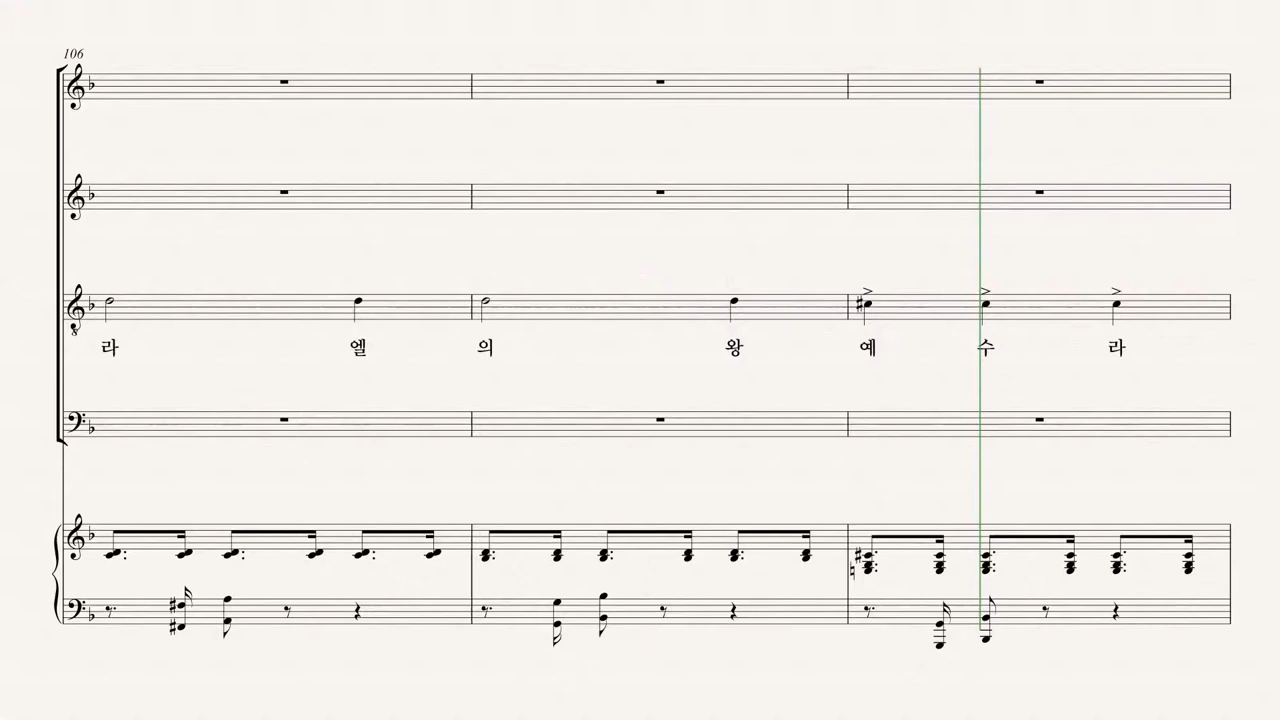 106
라 엘 의 왕 예 수 라